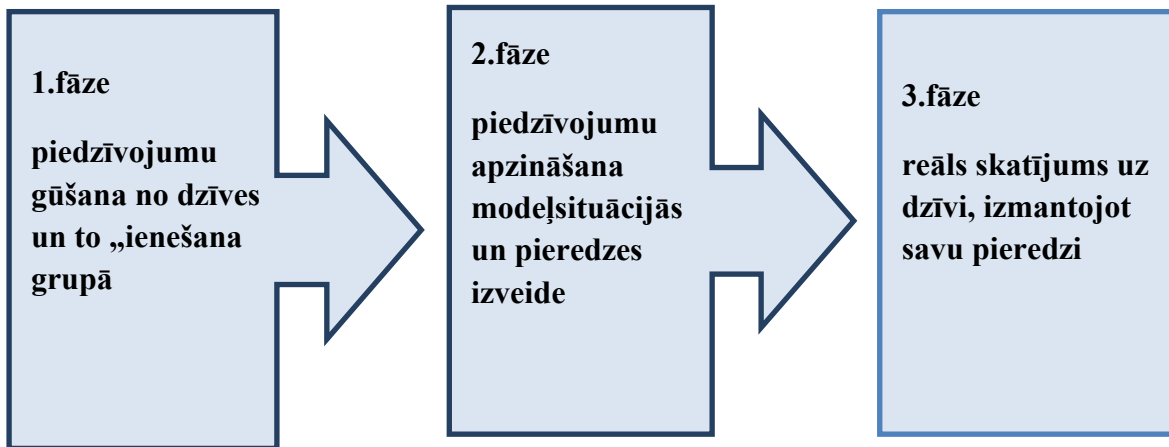 1.fāze
piedzīvojumu
gūšana no dzīves
un to „ienešana
grupā
2.fāze
piedzīvojumu
apzināšana
modeļsituācijās
un pieredzes
izveide
3.fāze
reāls skatījums uz
dzīvi, izmantojot
savu pieredzi